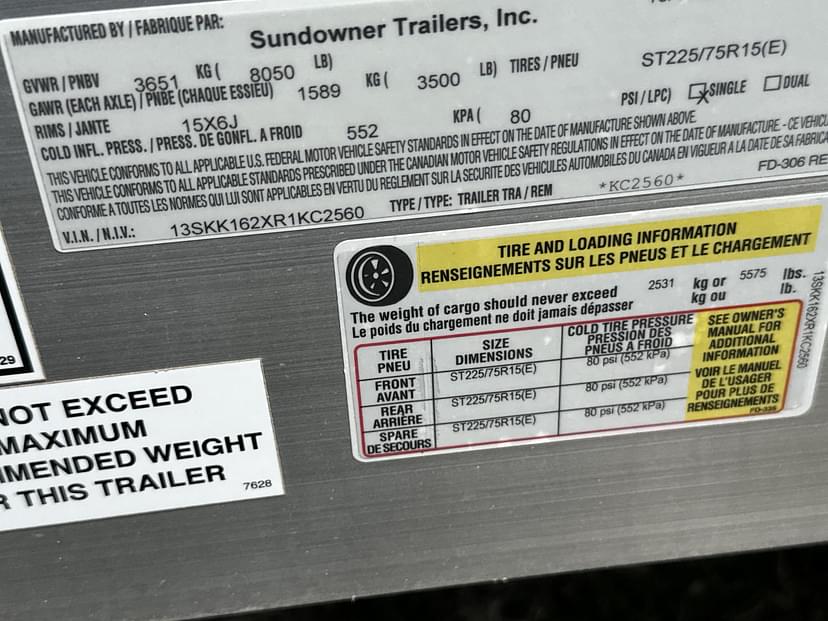 MANUFACTURED BY / FABRIQUE PAR:
Sundowner Trailers, Inc.
GVWR / PNBV 3651 KG ( 8050 LB) TIRES / PNEU ST225/75R15(E)
GAWR (EACH AXLE) / PNBE (CHAQUE ESSIEU) 1589 KG ( 3500 LB)
RIMS / JANTE 15X6J
COLD INFL. PRESS. / PRESS. DE GONFL. A FROID 552 KPA ( 80 PSI / LPC) SINGLE DUAL
THIS VEHICLE CONFORMS TO ALL APPLICABLE U.S. FEDERAL MOTOR VEHICLE SAFETY STANDARDS IN EFFECT ON THE DATE OF MANUFACTURE SHOWN ABOVE.
THIS VEHICLE CONFORMS TO ALL APPLICABLE STANDARDS PRESCRIBED UNDER THE CANADIAN MOTOR VEHICLE SAFETY REGULATIONS IN EFFECT ON THE DATE OF MANUFACTURE. - CE VEHICU
CONFORME A TOUTES LES NORMES QUI LUI SONT APPLICABLES EN VERTU DU REGLEMENT SUR LA SECURITE DES VEHICULES AUTOMOBILES DU CANADA EN VIGUEUR A LA DATE DE SA FABRICA
FD-306 RE
V.I.N. / N.I.V.: 13SKK162XR1KC2560 TYPE / TYPE: TRAILER TRA / REM *KC2560*
TIRE AND LOADING INFORMATION
RENSEIGNEMENTS SUR LES PNEUS ET LE CHARGEMENT
The weight of cargo should never exceed 2531 kg or 5575 lbs.
Le poids du chargement ne doit jamais dépasser kg ou lb.
TIRE
PNEU
SIZE
DIMENSIONS
COLD TIRE PRESSURE
PRESSION DES
PNEUS A FROID
FRONT
AVANT
ST225/75R15(E) 80 psi (552 kPa)
REAR
ARRIÈRE
ST225/75R15(E) 80 psi (552 kPa)
SPARE
DE SECOURS
ST225/75R15(E) 80 psi (552 kPa)
SEE OWNER'S
MANUAL FOR
ADDITIONAL
INFORMATION
VOIR LE MANUEL
DE L'USAGER
POUR PLUS DE
RENSEIGNEMENTS
FD-335
13SKK162XR1KC2560
29
NOT EXCEED
MAXIMUM
MMENDED WEIGHT
R THIS TRAILER
7628